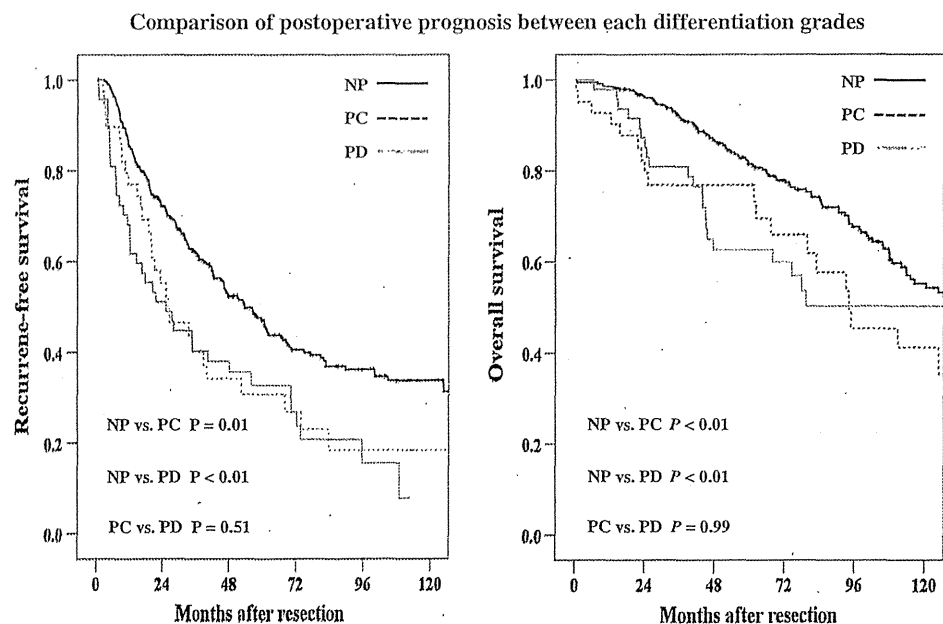 Comparison of postoperative prognosis between each differentiation grades
Recurrene-free survival
1.0
0.8
0.6
0.4
0.2
0.0
NP
PC
PD
NP vs. PC P = 0.01
NP vs. PD P < 0.01
PC vs. PD P = 0.51
0 24 48 72 96 120
Months after resection
Overall survival
1.0
0.8
0.6
0.4
0.2
0.0
NP
PC
PD
NP vs. PC P < 0.01
NP vs. PD P < 0.01
PC vs. PD P = 0.99
0 24 48 72 96 120
Months after resection